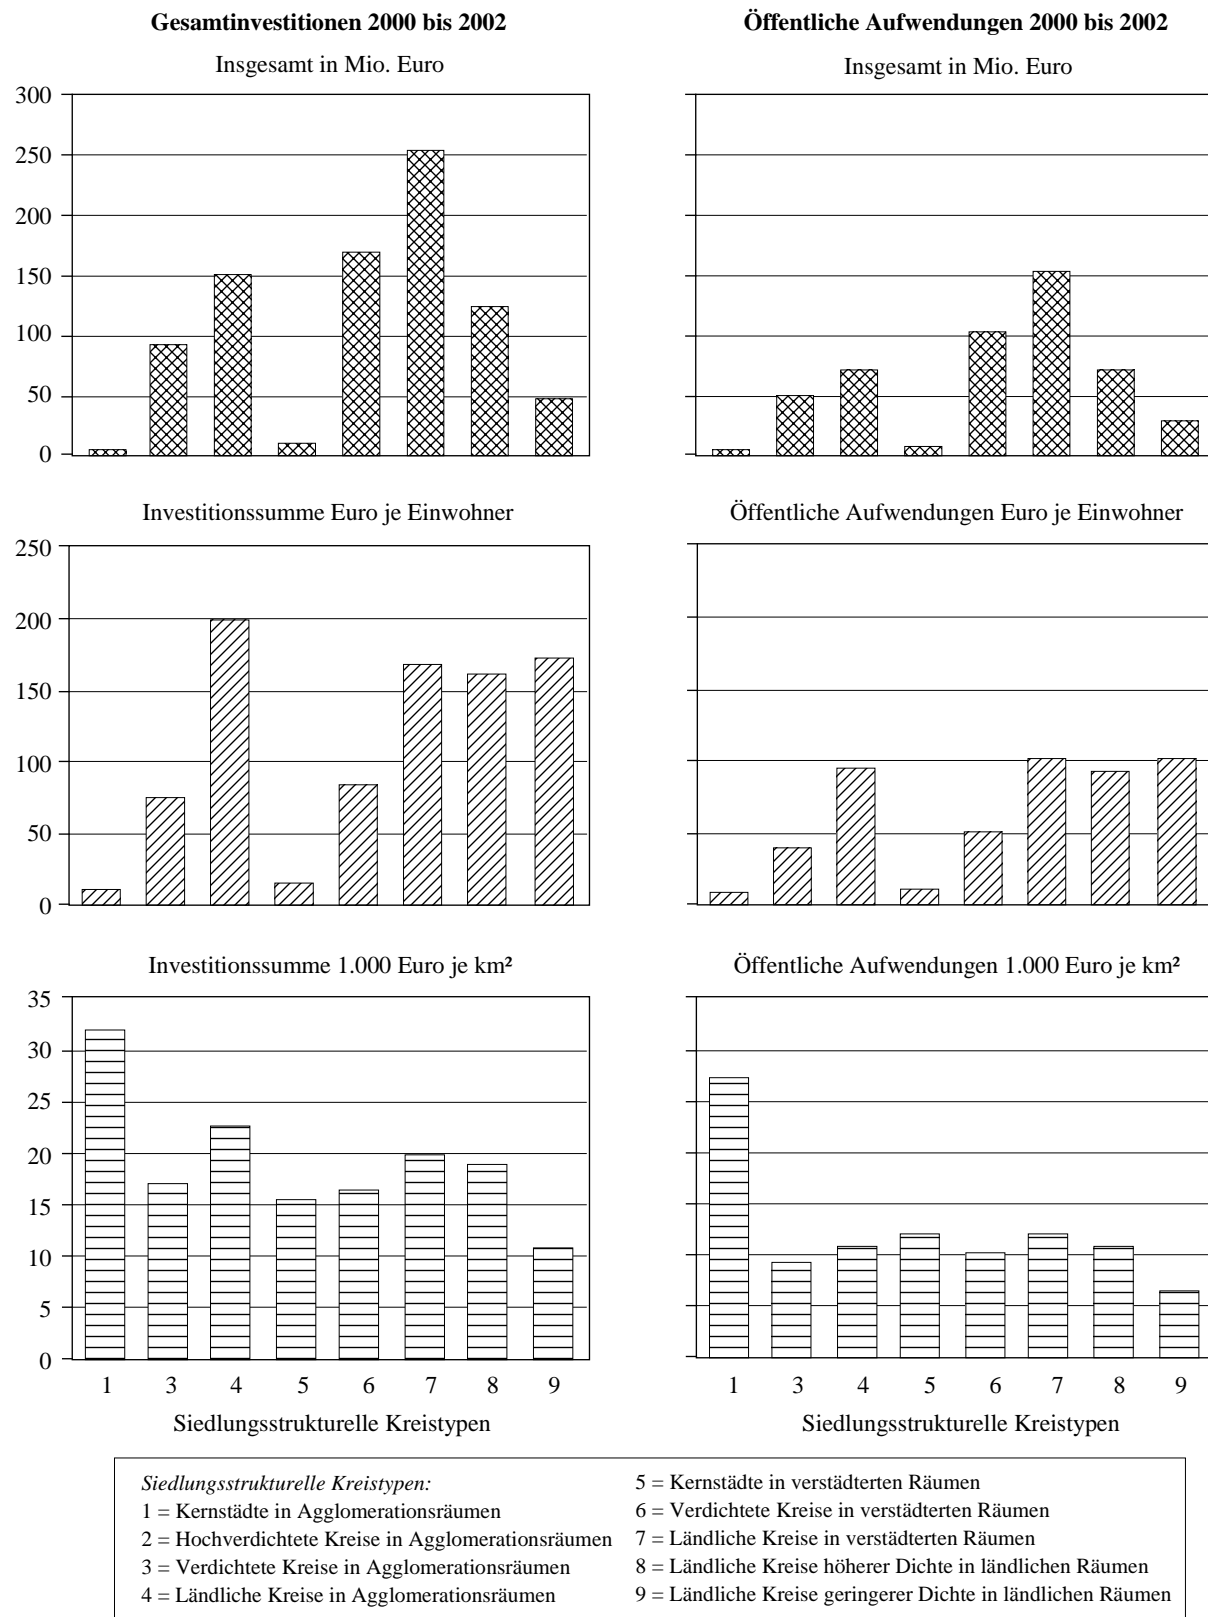 Gesamtinvestitionen 2000 bis 2002
Insgesamt in Mio. Euro
300
250
200
150
100
50
0
Öffentliche Aufwendungen 2000 bis 2002
Insgesamt in Mio. Euro
Investitionssumme Euro je Einwohner
250
200
150
100
50
0
Öffentliche Aufwendungen Euro je Einwohner
Investitionssumme 1.000 Euro je km²
35
30
25
20
15
10
5
0
1 3 4 5 6 7 8 9
Siedlungsstrukturelle Kreistypen
Öffentliche Aufwendungen 1.000 Euro je km²
1 3 4 5 6 7 8 9
Siedlungsstrukturelle Kreistypen
Siedlungsstrukturelle Kreistypen:
1 = Kernstädte in Agglomerationsräumen
2 = Hochverdichtete Kreise in Agglomerationsräumen
3 = Verdichtete Kreise in Agglomerationsräumen
4 = Ländliche Kreise in Agglomerationsräumen
5 = Kernstädte in verstädterten Räumen
6 = Verdichtete Kreise in verstädterten Räumen
7 = Ländliche Kreise in verstädterten Räumen
8 = Ländliche Kreise höherer Dichte in ländlichen Räumen
9 = Ländliche Kreise geringerer Dichte in ländlichen Räumen